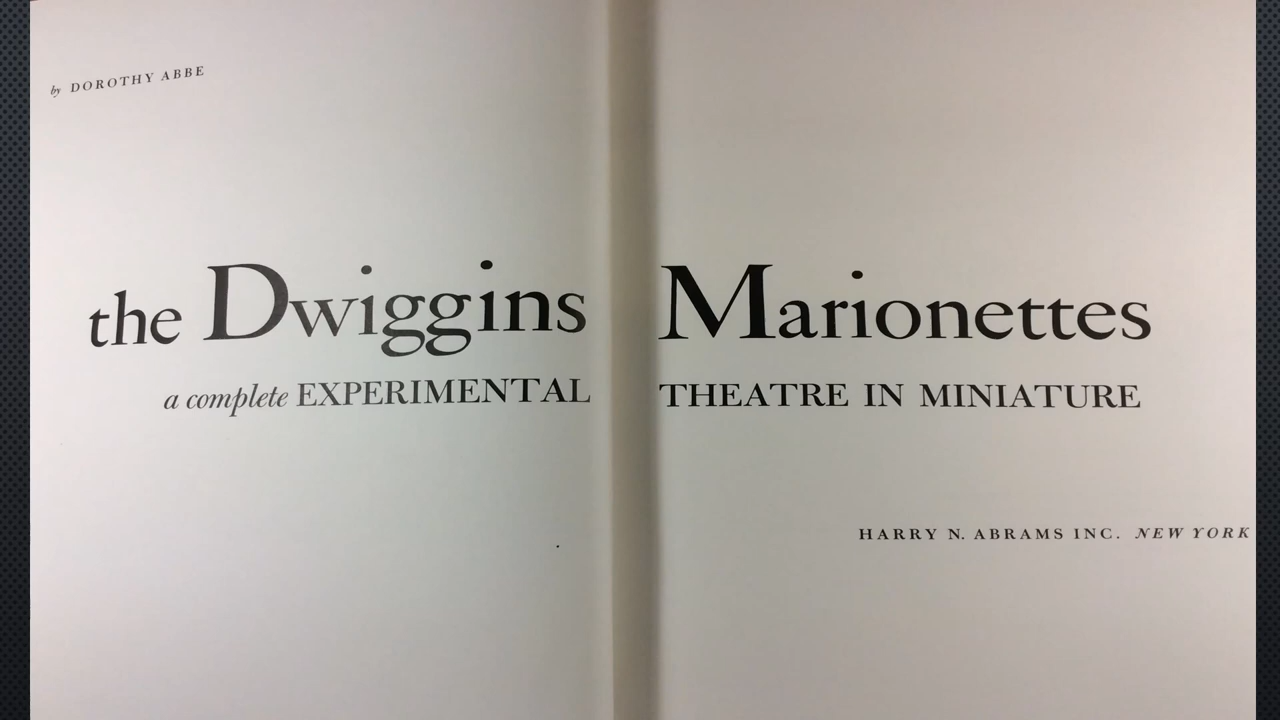 by DOROTHY ABBE
the Dwiggins Marionettes
a complete EXPERIMENTAL THEATRE IN MINIATURE
HARRY N. ABRAMS INC. NEW YORK